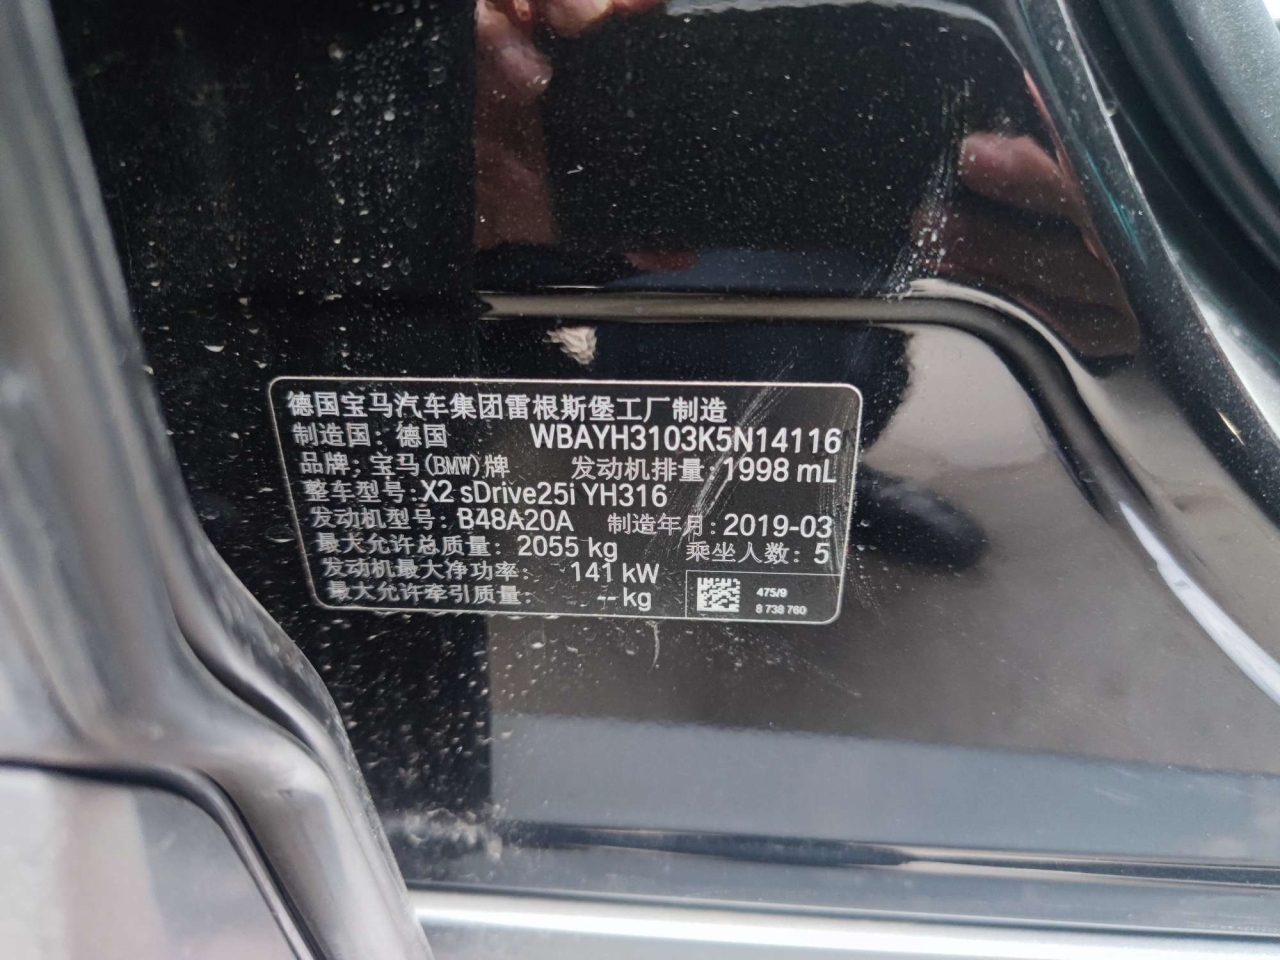 德国宝马汽车集团雷根斯堡工厂制造
制造国: 德国 WBAYH3103K5N14116
品牌: 宝马(BMW)牌 发动机排量: 1998 mL
整车型号: X2 sDrive25i YH316
发动机型号: B48A20A 制造年月: 2019-03
最大允许总质量: 2055 kg 乘坐人数: 5
发动机最大净功率: 141 kW
最大允许牵引质量: -- kg
475/9
8 738 760